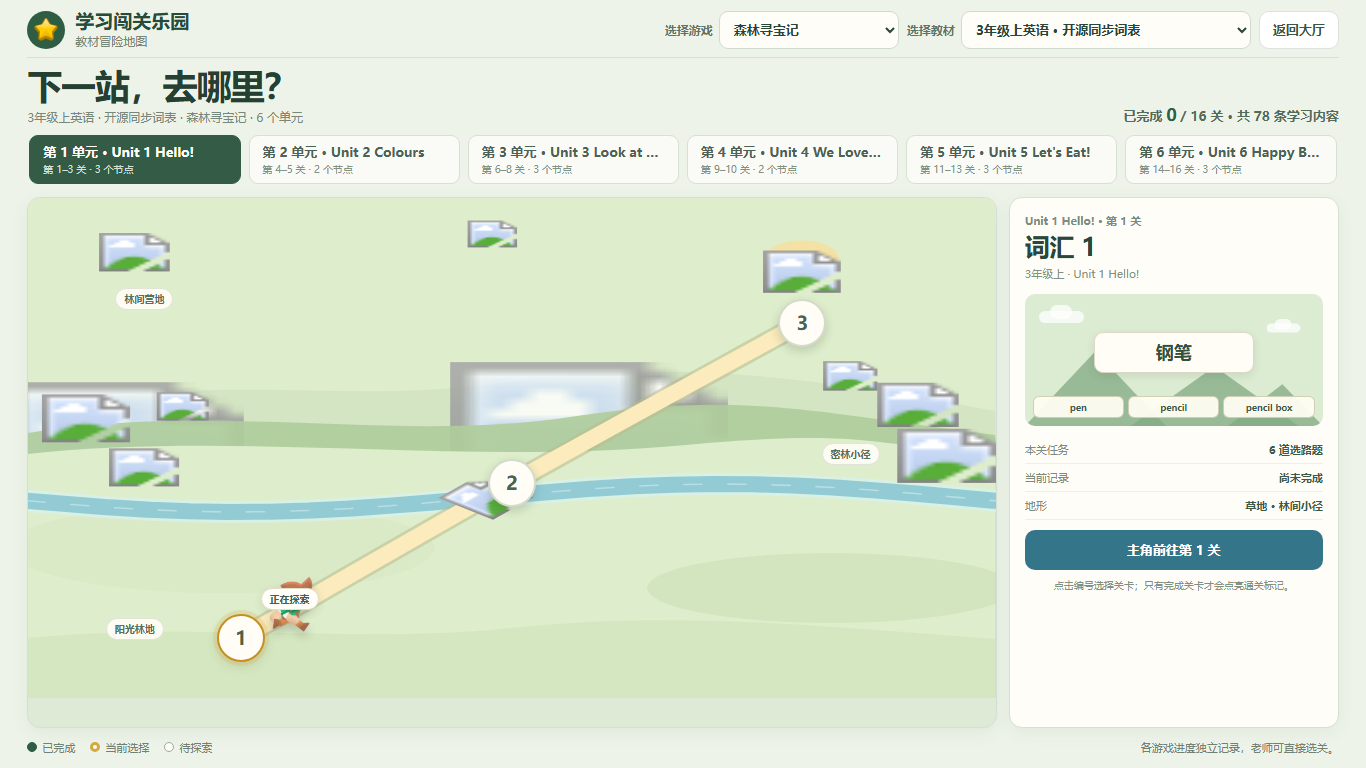 学习闯关乐园
教材冒险地图
选择游戏 森林寻宝记 选择教材 3年级上英语 • 开源同步词表 返回大厅
下一站，去哪里？
3年级上英语 · 开源同步词表 · 森林寻宝记 · 6 个单元
已完成 0 / 16 关 • 共 78 条学习内容
第 1 单元 • Unit 1 Hello!
第 1–3 关 · 3 个节点
第 2 单元 • Unit 2 Colours
第 4–5 关 · 2 个节点
第 3 单元 • Unit 3 Look at ...
第 6–8 关 · 3 个节点
第 4 单元 • Unit 4 We Love...
第 9–10 关 · 2 个节点
第 5 单元 • Unit 5 Let's Eat!
第 11–13 关 · 3 个节点
第 6 单元 • Unit 6 Happy B...
第 14–16 关 · 3 个节点
林间营地
3
密林小径
2
正在探索
阳光林地
1
Unit 1 Hello! • 第 1 关
词汇 1
3年级上 · Unit 1 Hello!
钢笔
pen pencil pencil box
本关任务 6 道选路题
当前记录 尚未完成
地形 草地 • 林间小径
主角前往第 1 关
点击编号选择关卡；只有完成关卡才会点亮通关标记。
已完成 当前选择 待探索
各游戏进度独立记录，老师可直接选关。